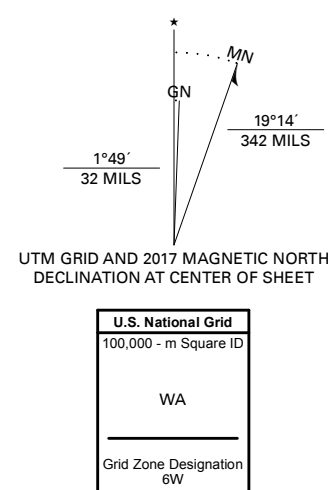 ★
MN
GN
19°14´
342 MILS
1°49´
32 MILS
UTM GRID AND 2017 MAGNETIC NORTH
DECLINATION AT CENTER OF SHEET
U.S. National Grid
100,000 - m Square ID
WA
Grid Zone Designation
6W